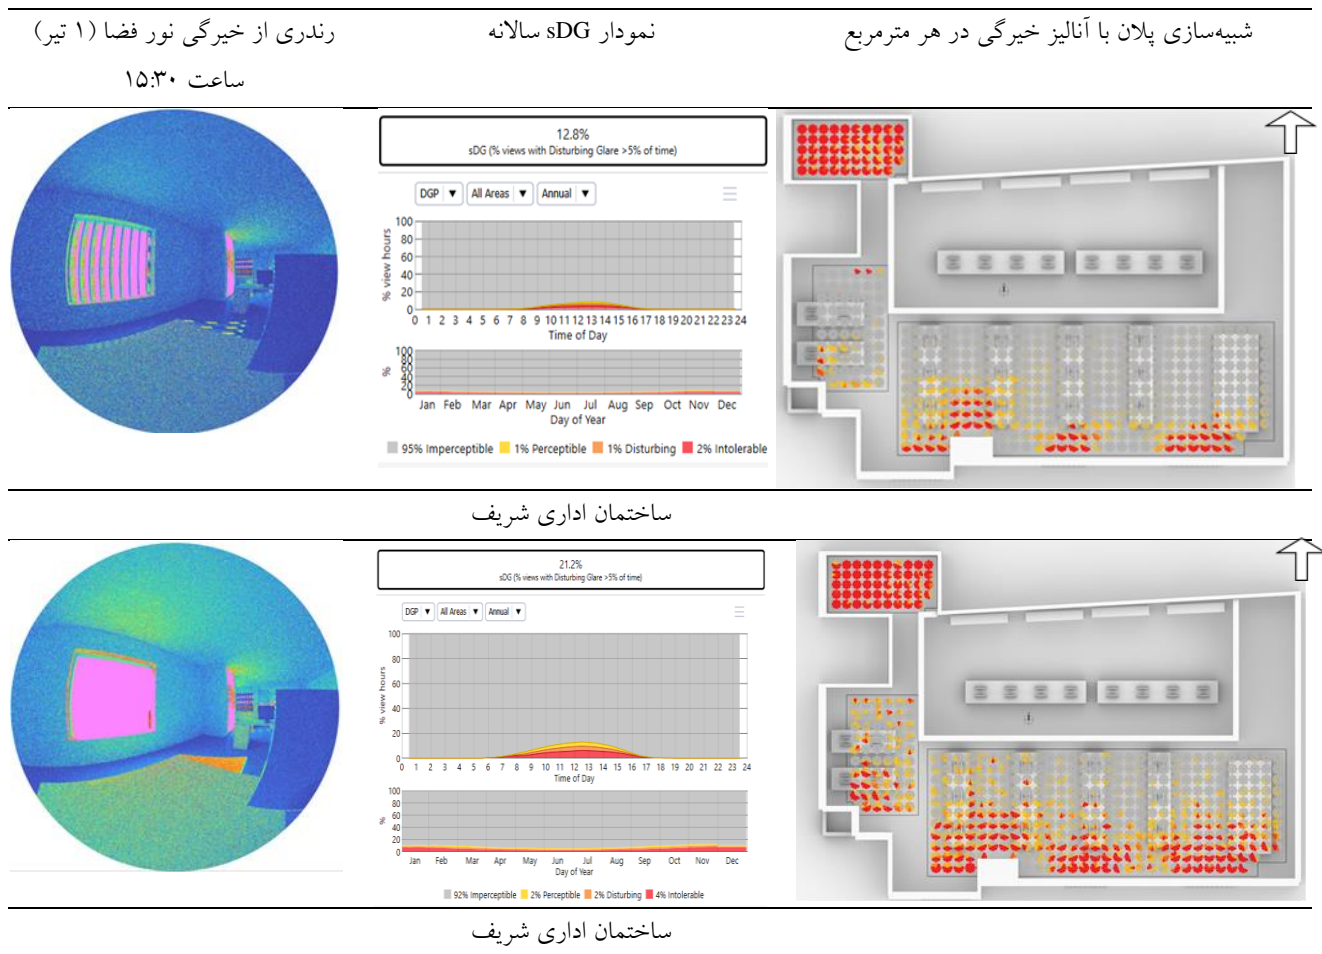 شبیه‌سازی پلان با آنالیز خیرگی در هر مترمربع
نمودار sDG سالانه
رندری از خیرگی نور فضا (۱ تیر)
ساعت ۱۵:۳۰
12.8%
sDG (% views with Disturbing Glare >5% of time)
DGP ▼ All Areas ▼ Annual ▼
% view hours
100
80
60
40
20
0
0 1 2 3 4 5 6 7 8 9 10 11 12 13 14 15 16 17 18 19 20 21 22 23 24
Time of Day
%
100
80
60
40
20
0
Jan Feb Mar Apr May Jun Jul Aug Sep Oct Nov Dec
Day of Year
95% Imperceptible 1% Perceptible 1% Disturbing 2% Intolerable
ساختمان اداری شریف
21.2%
sDG (% views with Disturbing Glare >5% of time)
DGP ▼ All Areas ▼ Annual ▼
% view hours
100
80
60
40
20
0
0 1 2 3 4 5 6 7 8 9 10 11 12 13 14 15 16 17 18 19 20 21 22 23 24
Time of Day
%
100
80
60
40
20
0
Jan Feb Mar Apr May Jun Jul Aug Sep Oct Nov Dec
Day of Year
92% Imperceptible 2% Perceptible 2% Disturbing 4% Intolerable
ساختمان اداری شریف